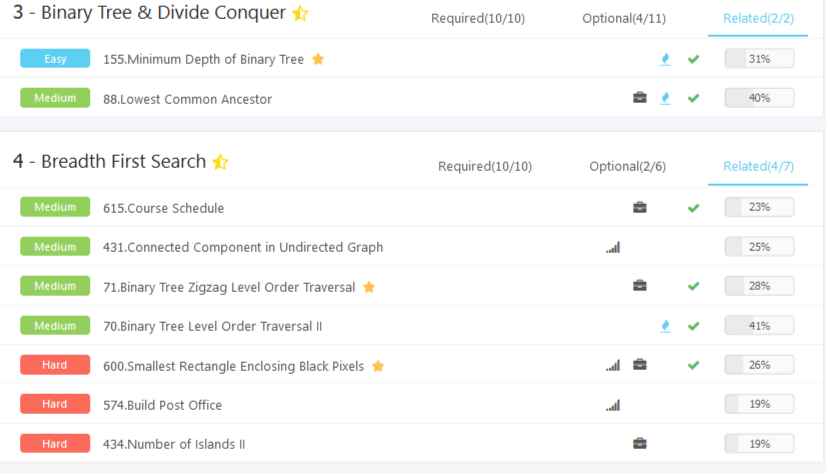 3 - Binary Tree & Divide Conquer Required(10/10) Optional(4/11) Related(2/2)
Easy 155.Minimum Depth of Binary Tree 31%
Medium 88.Lowest Common Ancestor 40%
4 - Breadth First Search Required(10/10) Optional(2/6) Related(4/7)
Medium 615.Course Schedule 23%
Medium 431.Connected Component in Undirected Graph 25%
Medium 71.Binary Tree Zigzag Level Order Traversal 28%
Medium 70.Binary Tree Level Order Traversal II 41%
Hard 600.Smallest Rectangle Enclosing Black Pixels 26%
Hard 574.Build Post Office 19%
Hard 434.Number of Islands II 19%